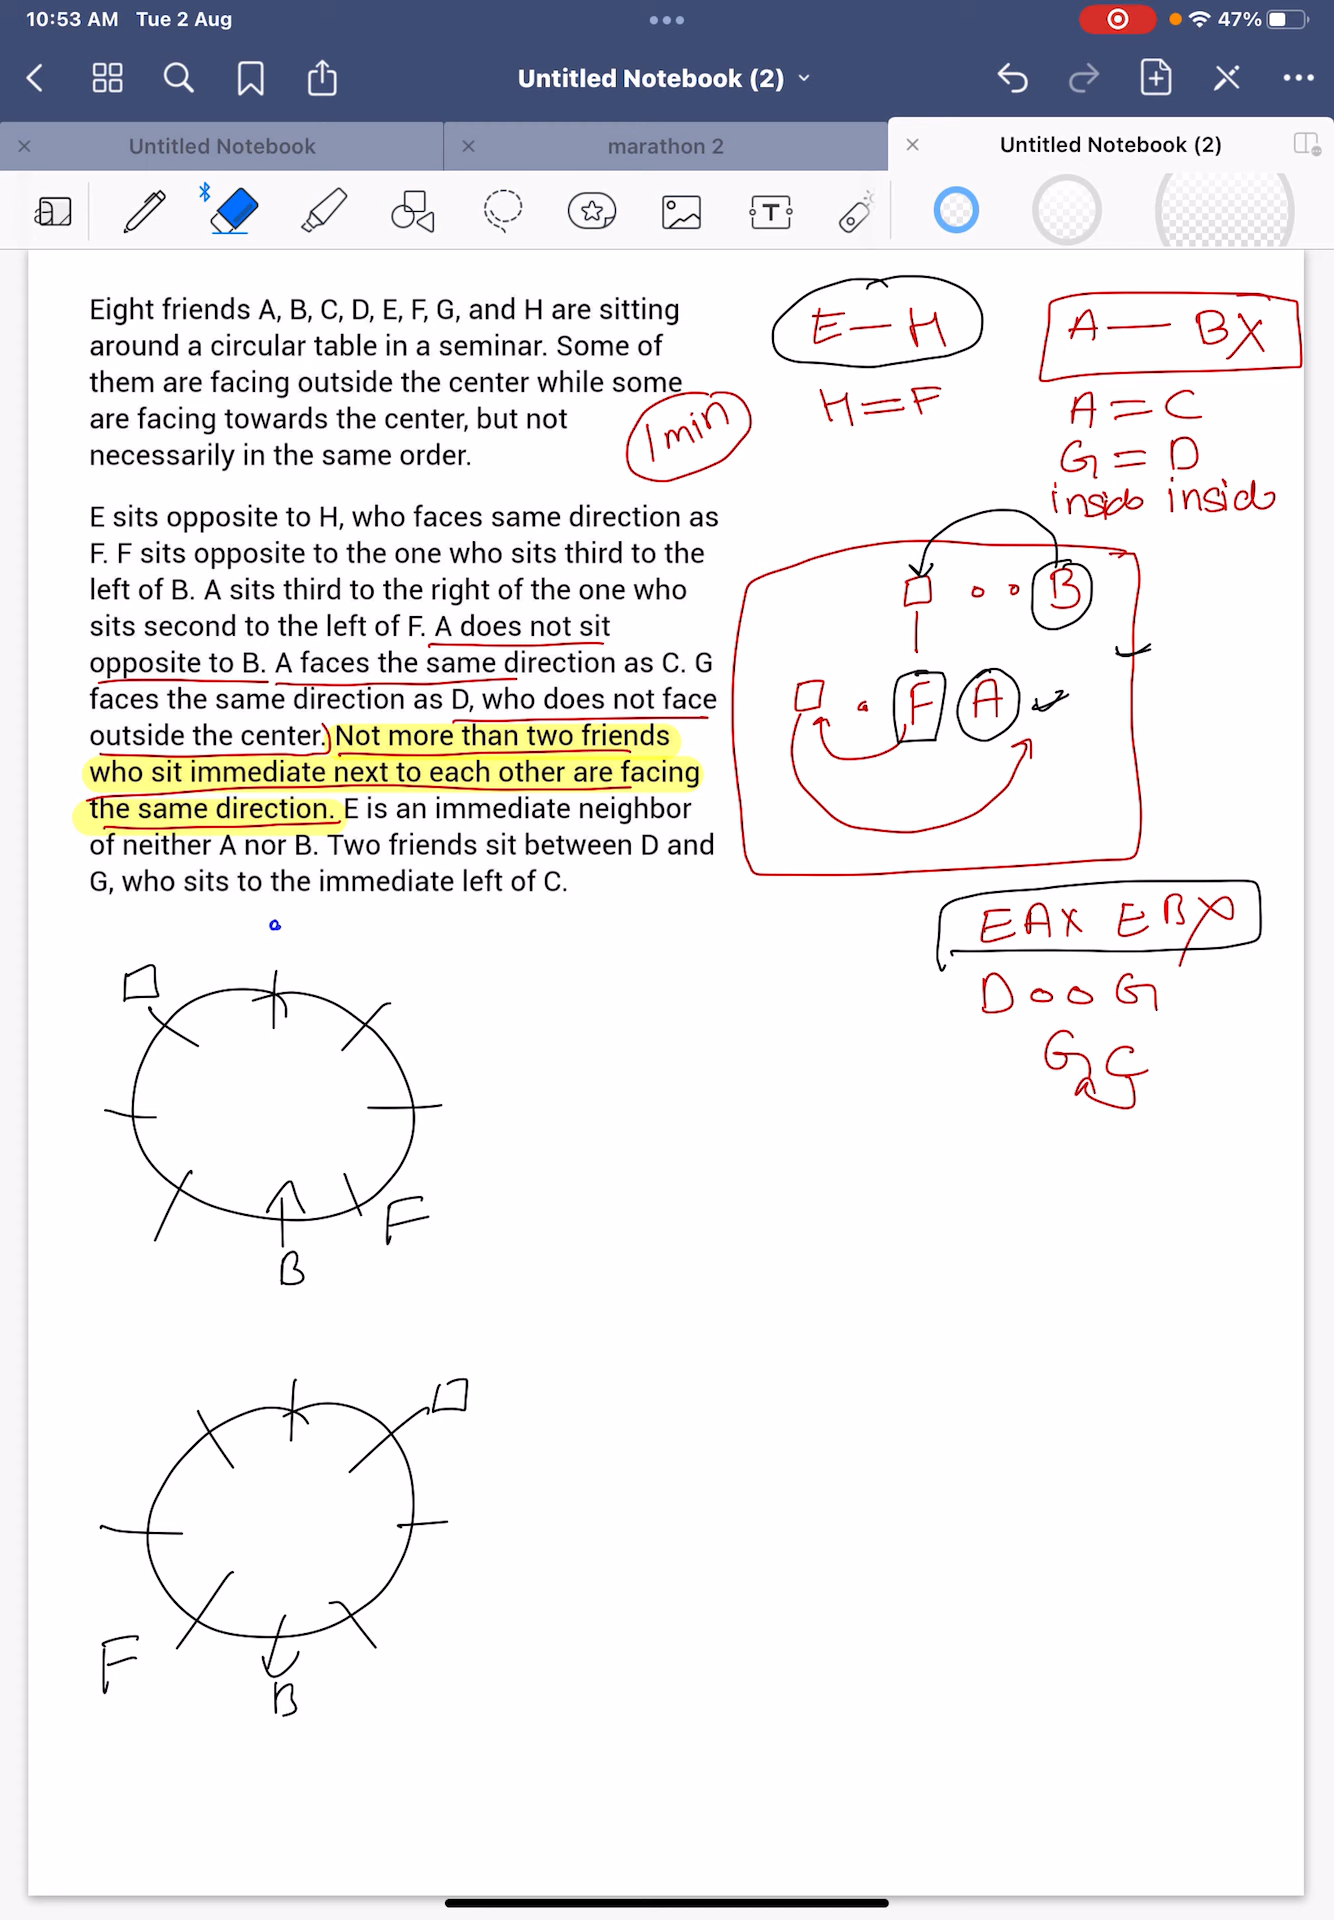 10:53 AM Tue 2 Aug
47%
Untitled Notebook (2)
Untitled Notebook
marathon 2
Untitled Notebook (2)
T
Eight friends A, B, C, D, E, F, G, and H are sitting
around a circular table in a seminar. Some of
them are facing outside the center while some
are facing towards the center, but not
necessarily in the same order.
1 min
E sits opposite to H, who faces same direction as
F. F sits opposite to the one who sits third to the
left of B. A sits third to the right of the one who
sits second to the left of F. A does not sit
opposite to B. A faces the same direction as C. G
faces the same direction as D, who does not face
outside the center. Not more than two friends
who sit immediate next to each other are facing
the same direction. E is an immediate neighbor
of neither A nor B. Two friends sit between D and
G, who sits to the immediate left of C.
E — H
H = F
A — B X
A = C
G = D
inside inside
B
F A
E A X E B X
D o o G
G C
F
B
F
B